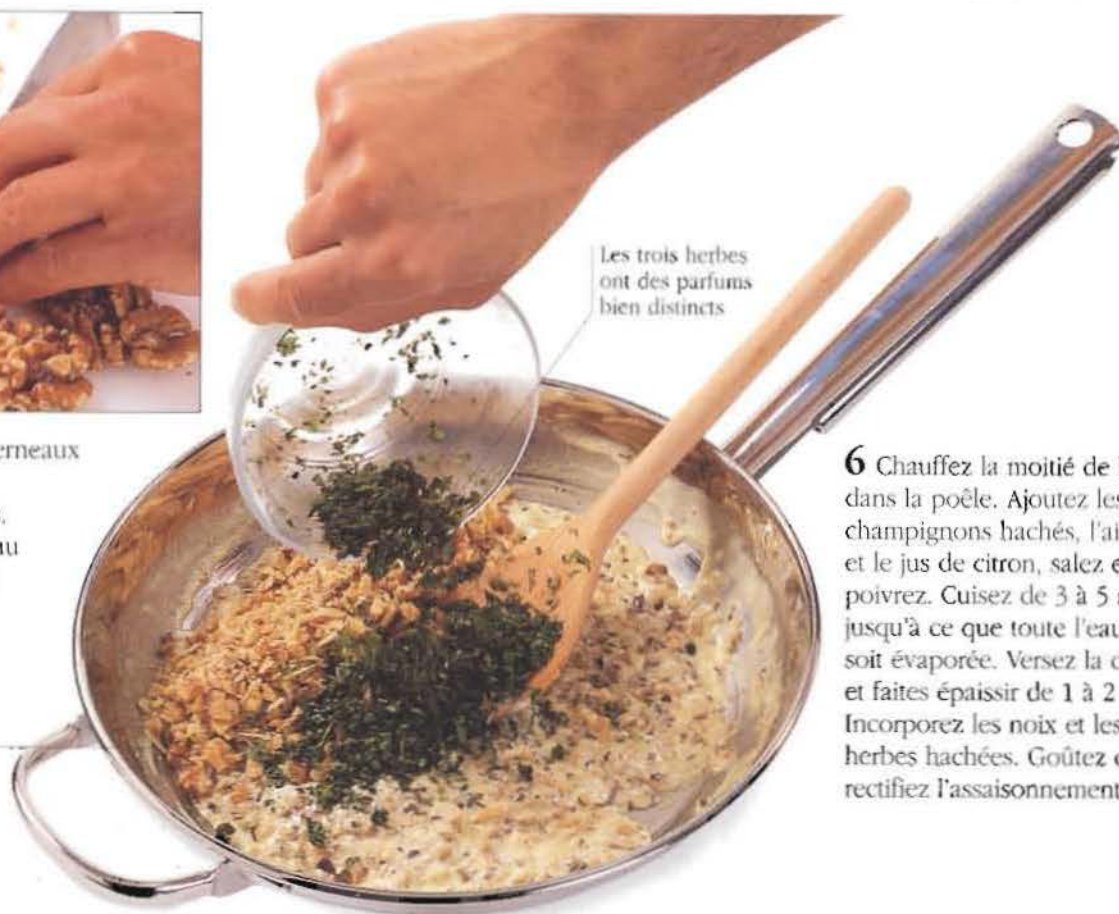 Les trois herbes
ont des parfums
bien distincts
6 Chauffez la moitié de
dans la poêle. Ajoutez les
champignons hachés, l'ai
et le jus de citron, salez e
poivrez. Cuisez de 3 à 5
jusqu'à ce que toute l'eau
soit évaporée. Versez la c
et faites épaissir de 1 à 2
Incorporez les noix et les
herbes hachées. Goûtez e
rectifiez l'assaisonnement